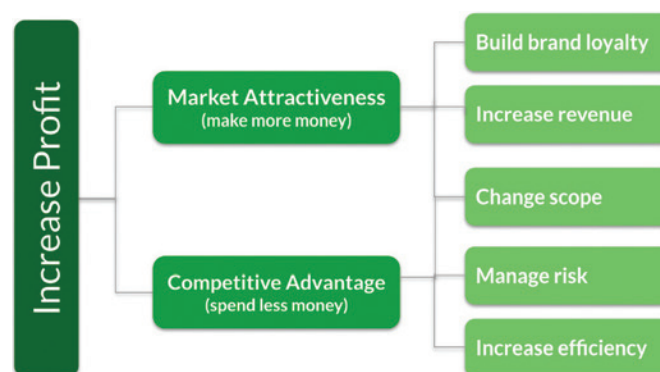 Increase Profit
Market Attractiveness
(make more money)
Competitive Advantage
(spend less money)
Build brand loyalty
Increase revenue
Change scope
Manage risk
Increase efficiency